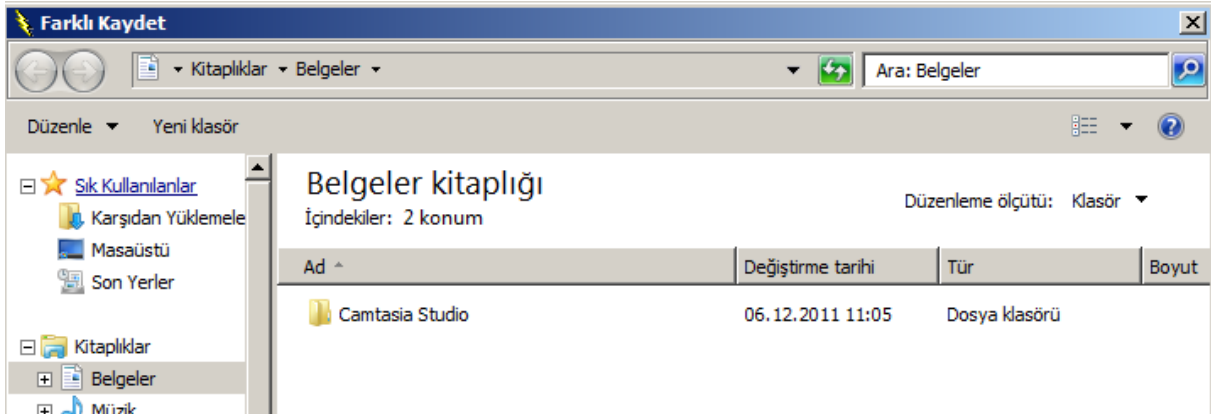 Farklı Kaydet
Kitaplıklar Belgeler
Ara: Belgeler
Düzenle Yeni klasör
Sık Kullanılanlar
Karşıdan Yüklemele
Masaüstü
Son Yerler
Kitaplıklar
Belgeler
Müzik
Belgeler kitaplığı
İçindekiler: 2 konum
Düzenleme ölçütü: Klasör
Ad Değiştirme tarihi Tür Boyut
Camtasia Studio 06.12.2011 11:05 Dosya klasörü